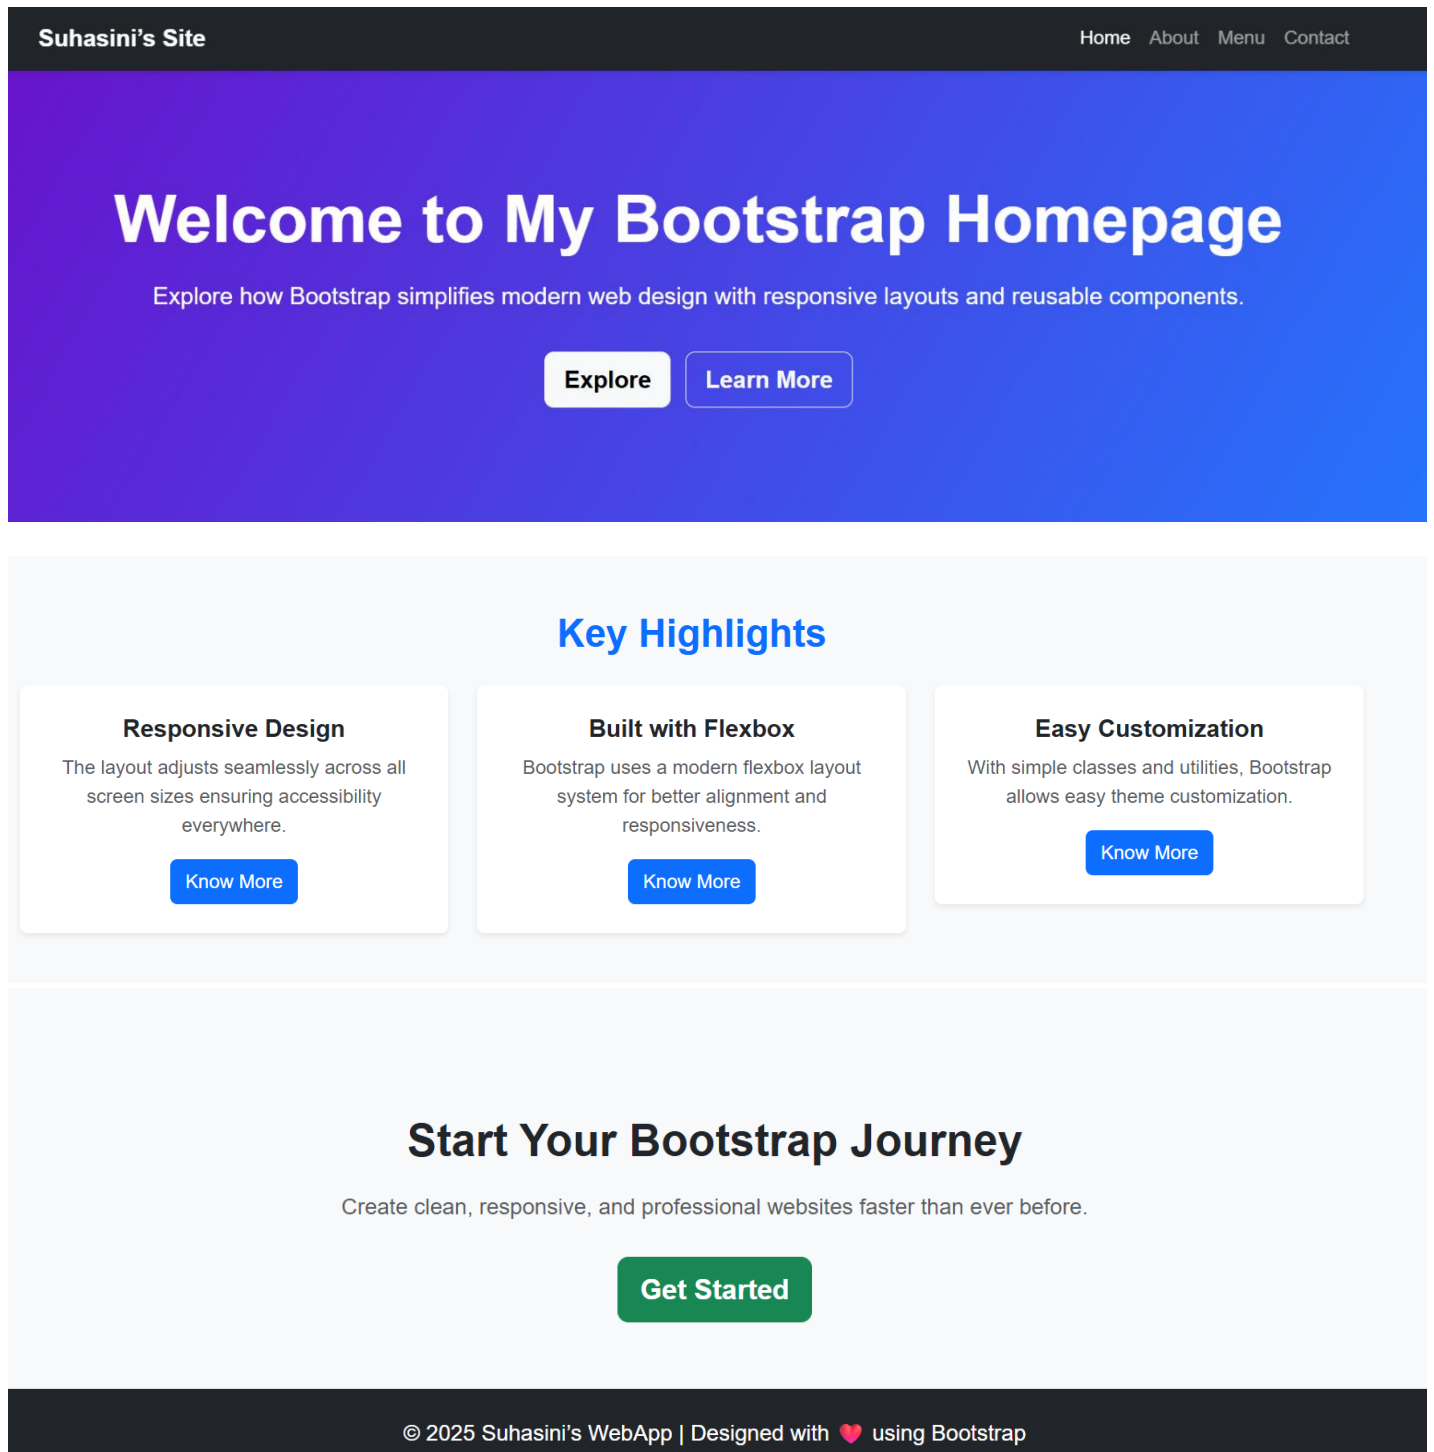 Suhasini’s Site
Home About Menu Contact
Welcome to My Bootstrap Homepage
Explore how Bootstrap simplifies modern web design with responsive layouts and reusable components.
Explore
Learn More
Key Highlights
Responsive Design
The layout adjusts seamlessly across all
screen sizes ensuring accessibility
everywhere.
Know More
Built with Flexbox
Bootstrap uses a modern flexbox layout
system for better alignment and
responsiveness.
Know More
Easy Customization
With simple classes and utilities, Bootstrap
allows easy theme customization.
Know More
Start Your Bootstrap Journey
Create clean, responsive, and professional websites faster than ever before.
Get Started
© 2025 Suhasini’s WebApp | Designed with ❤️ using Bootstrap